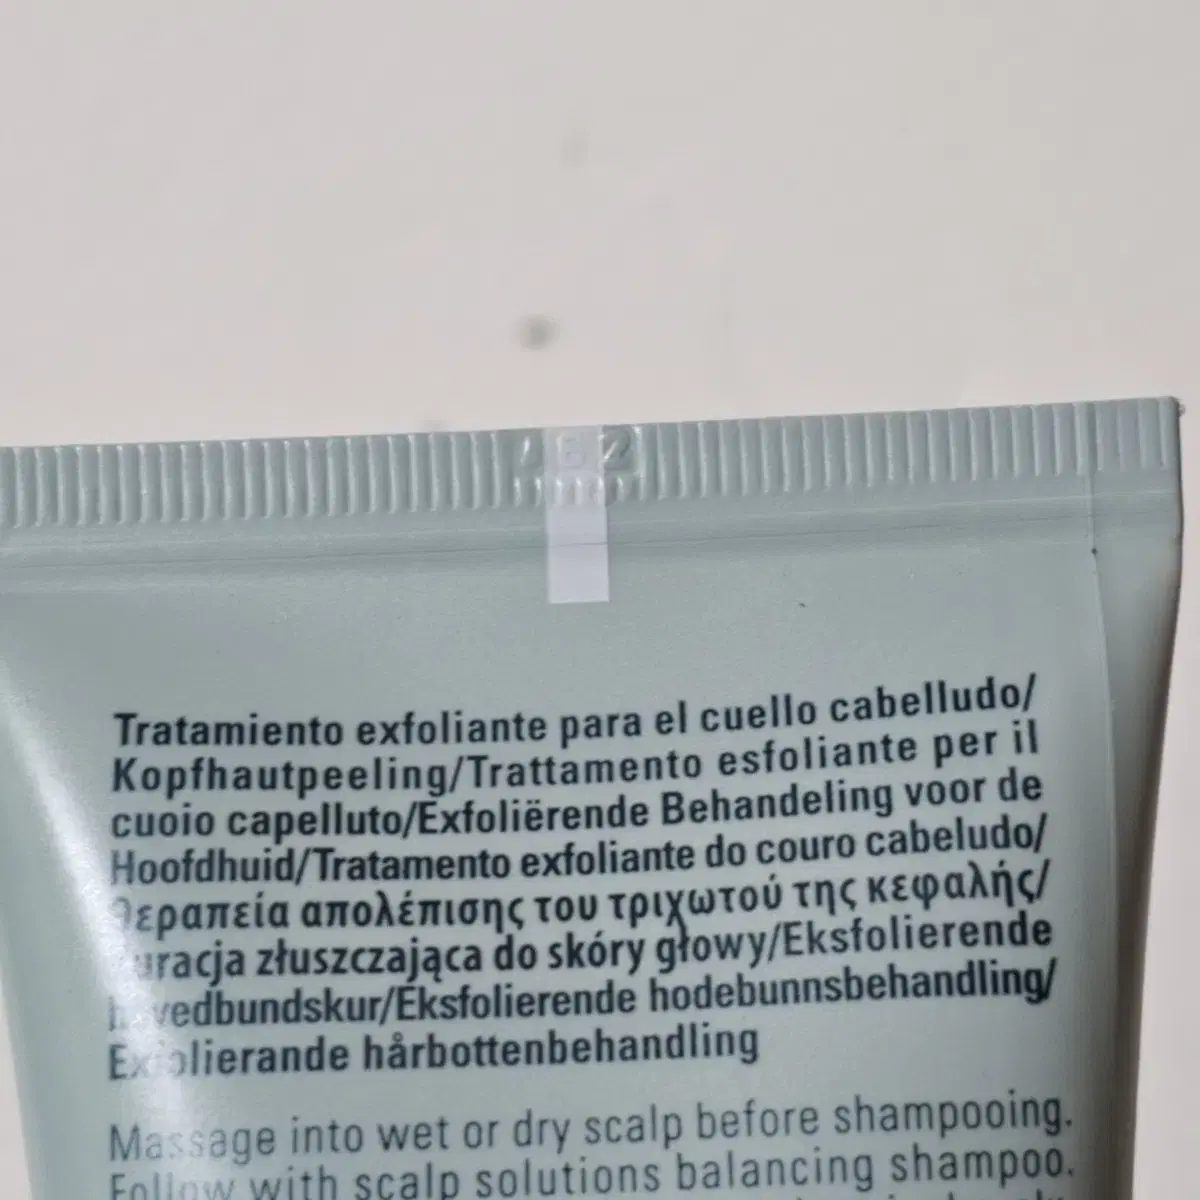 B2
Tratamiento exfoliante para el cuello cabelludo/
Kopfhautpeeling/Trattamento esfoliante per il
cuoio capelluto/Exfoliërende Behandeling voor de
Hoofdhuid/Tratamento exfoliante do couro cabeludo/
θεραπεία απολέπισης του τριχωτού της κεφαλής/
złuszczająca do skóry głowy/Eksfolierende
hovedbundskur/Eksfolierende hodebunnsbehandling/
Exfolierande hårbottenbehandling
Massage into wet or dry scalp before shampooing.
Follow with scalp solutions balancing shampoo.